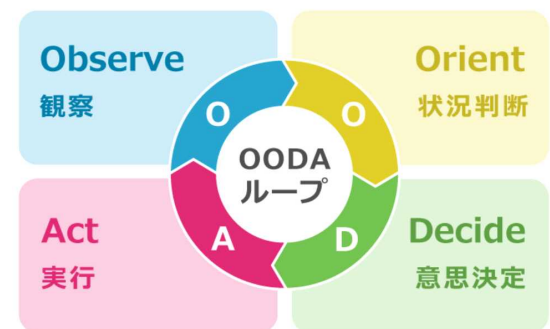 Observe
観察
Orient
状況判断
O
O
OODA
ループ
A
D
Act
実行
Decide
意思決定